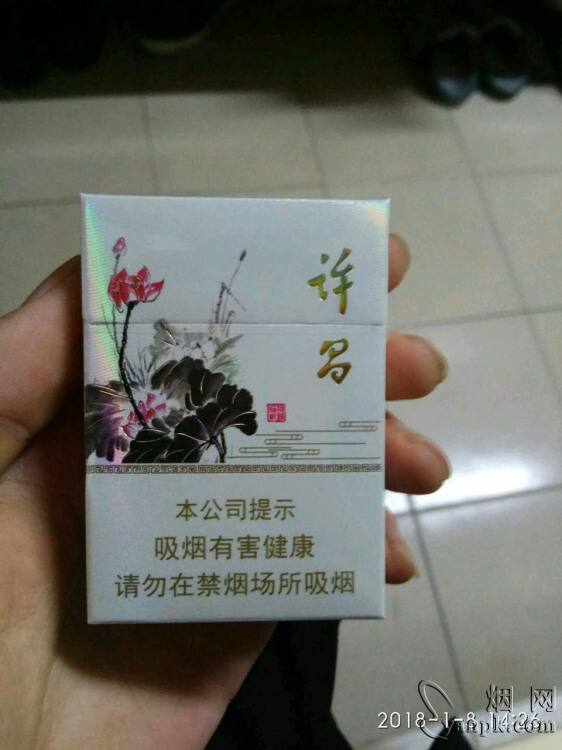 许昌
本公司提示
吸烟有害健康
请勿在禁烟场所吸烟
烟网
2018-1-8 14:26